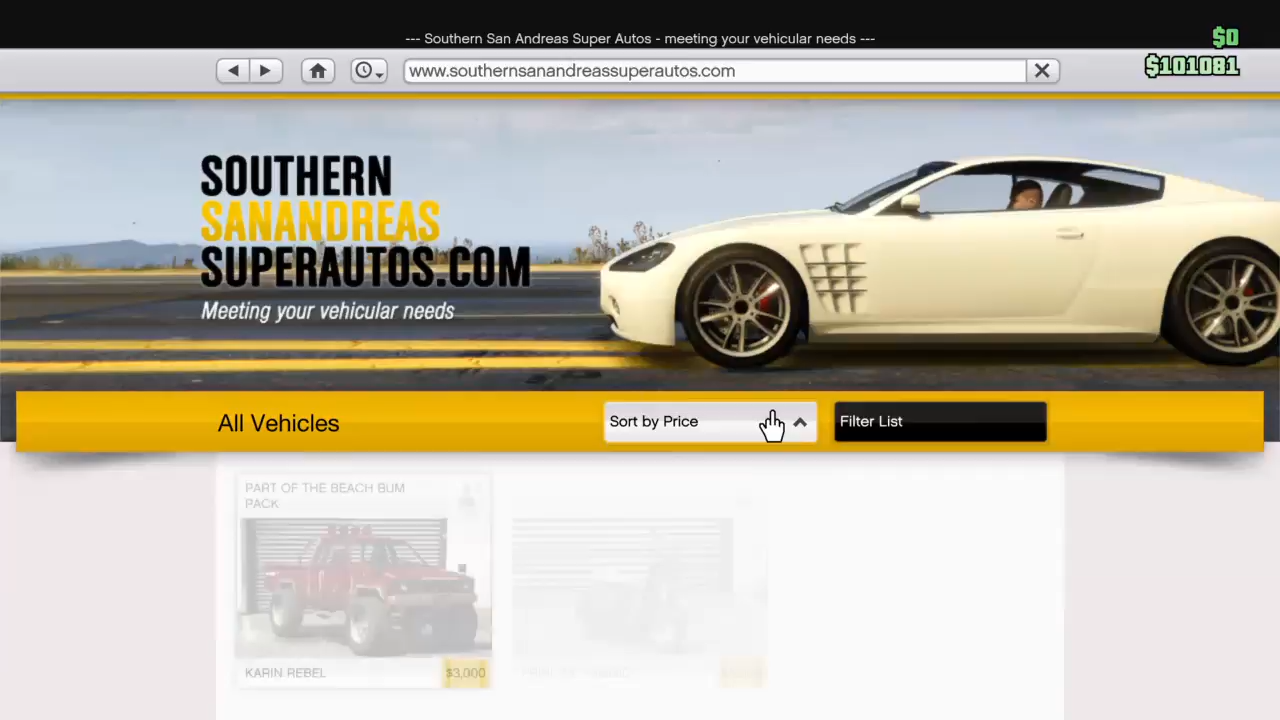 --- Southern San Andreas Super Autos - meeting your vehicular needs ---
$0
$101081
www.southernsanandreassuperautos.com
SOUTHERN
SANANDREAS
SUPERAUTOS.COM
Meeting your vehicular needs
All Vehicles
Sort by Price
Filter List
PART OF THE BEACH BUM
PACK
KARIN REBEL
$3,000